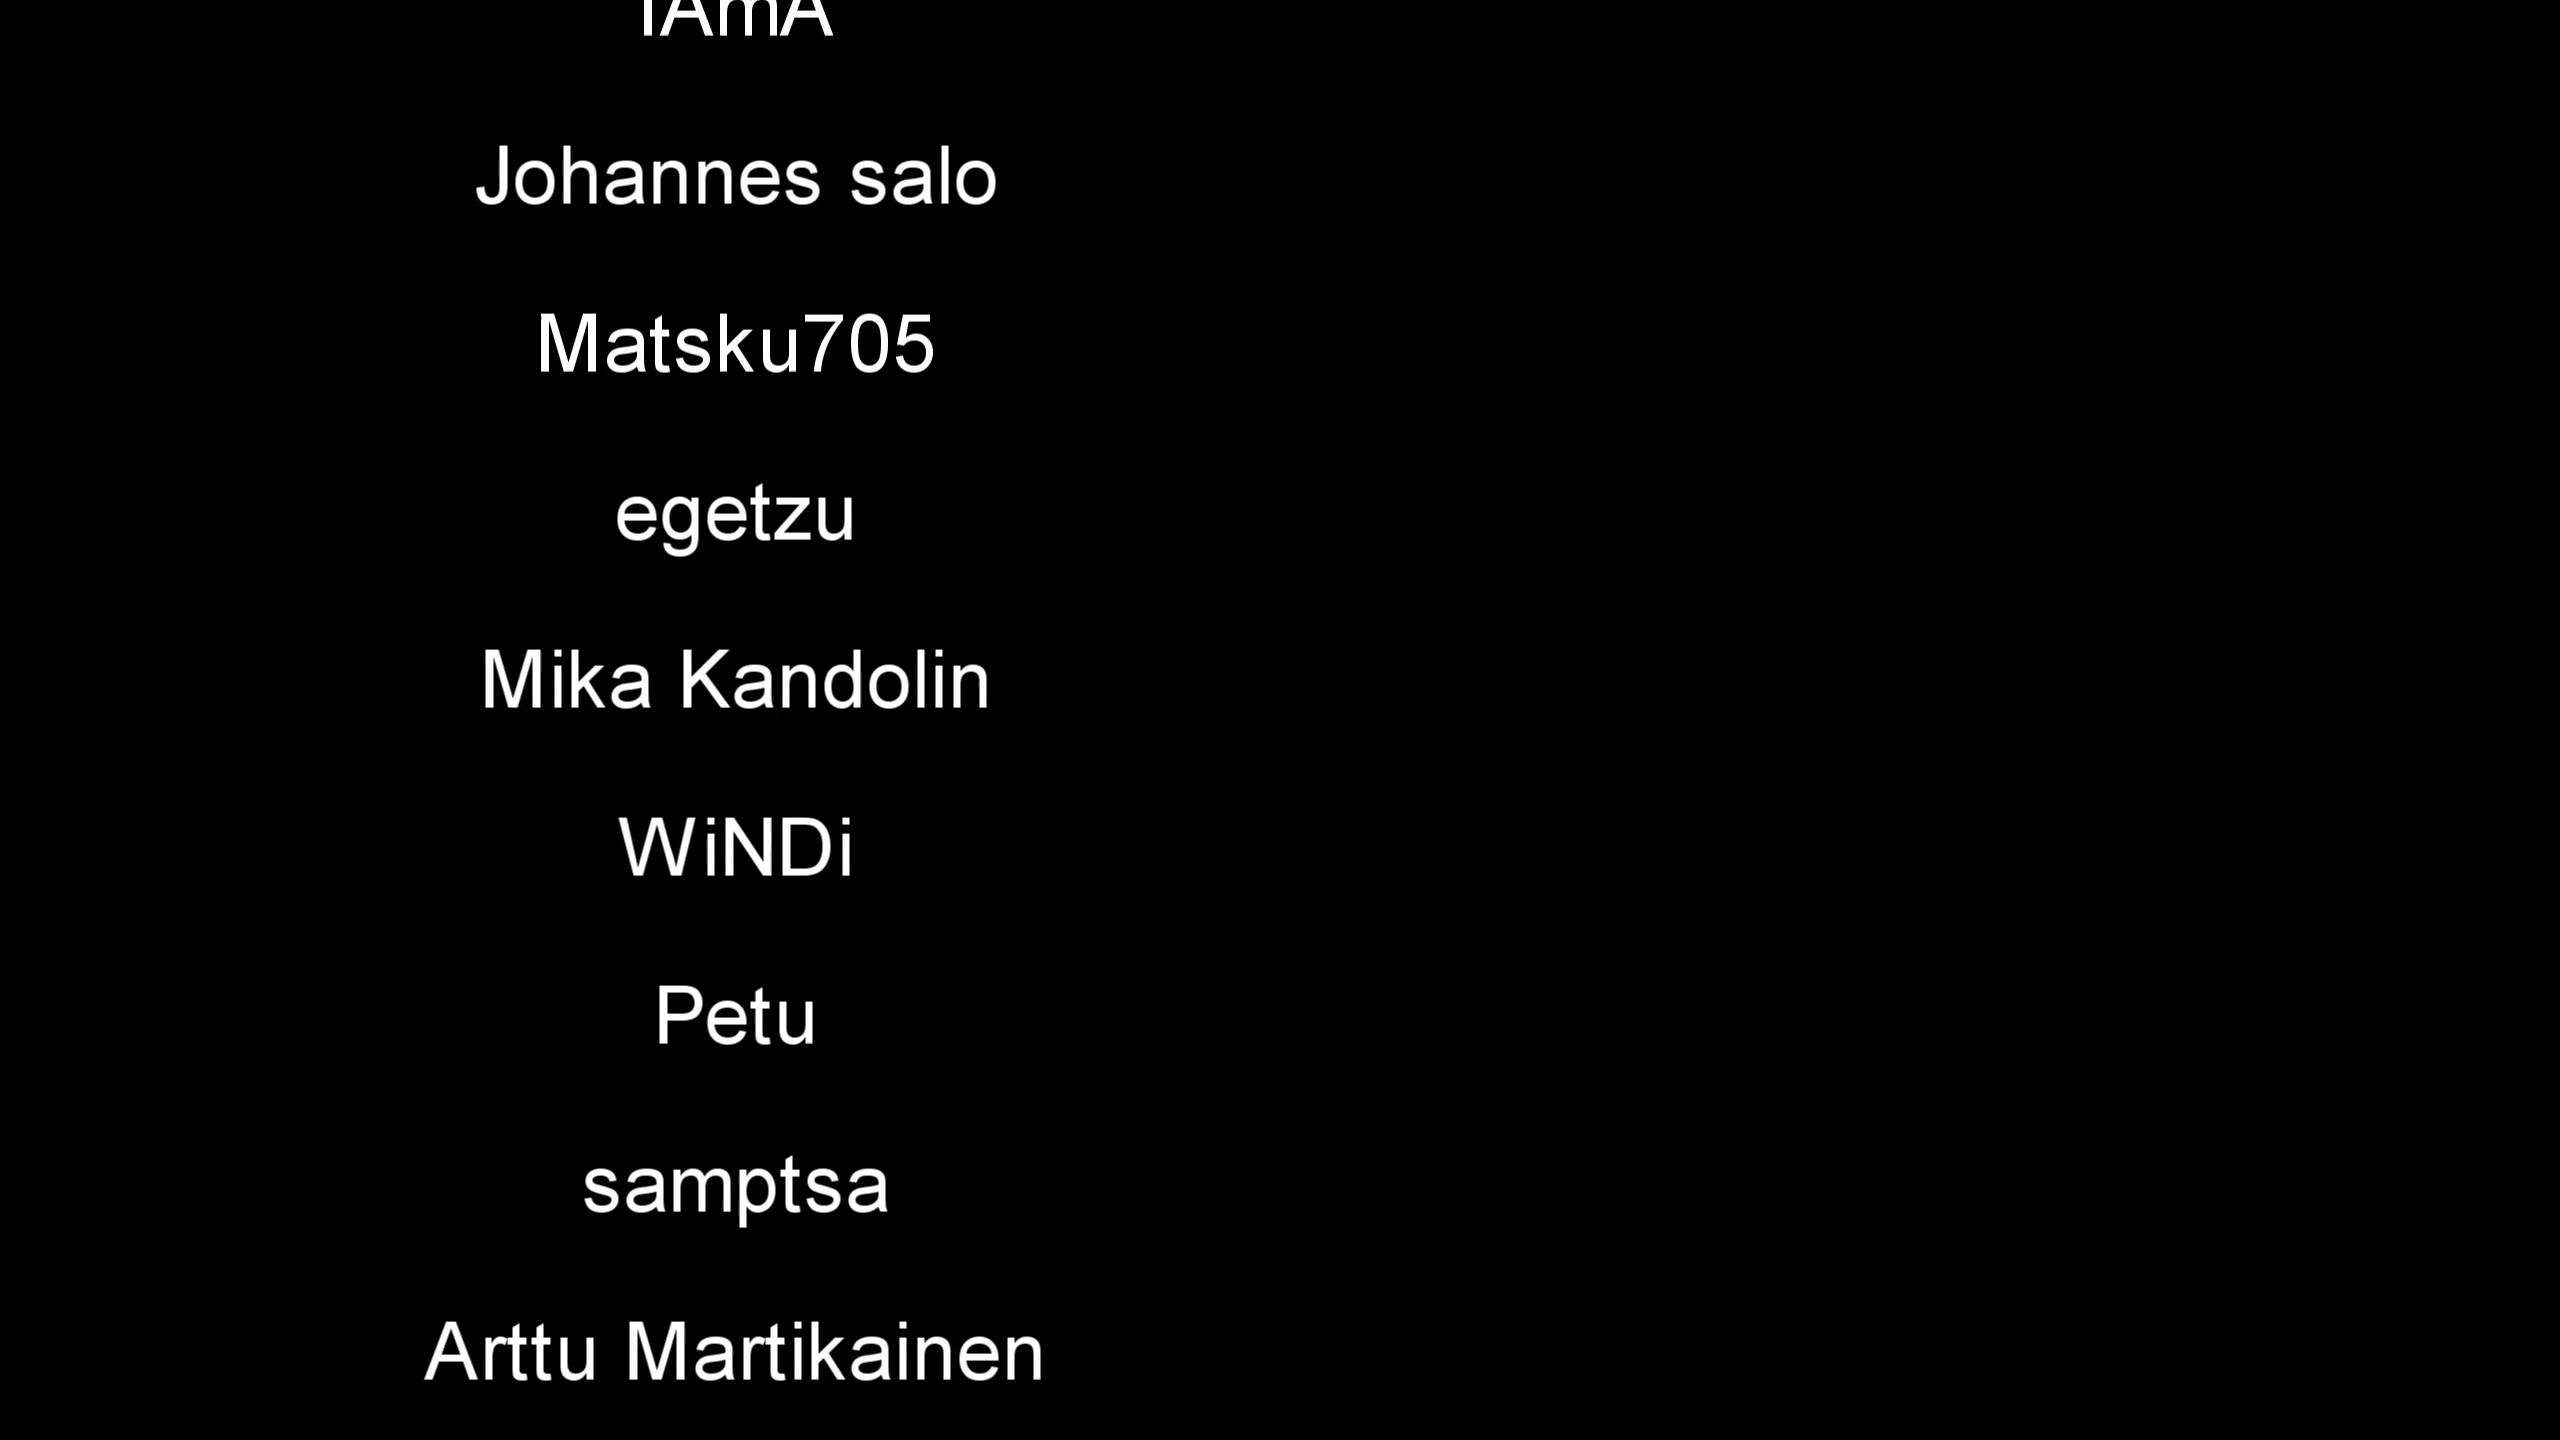 Johannes salo
Matsku705
egetzu
Mika Kandolin
WiNDi
Petu
samptsa
Arttu Martikainen